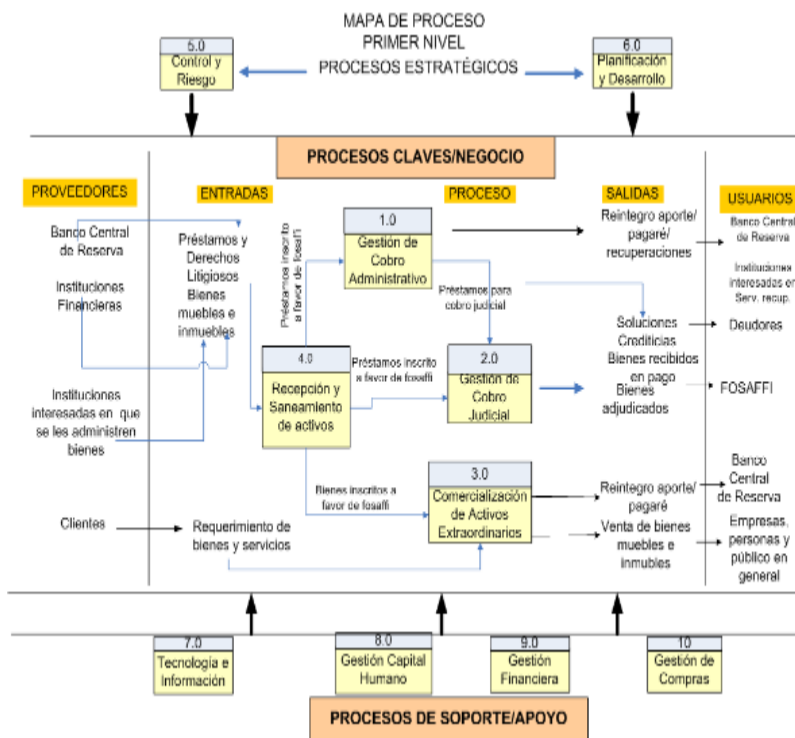 MAPA DE PROCESO
PRIMER NIVEL
PROCESOS ESTRATÉGICOS
5.0
Control y
Riesgo
6.0
Planificación
y Desarrollo
PROCESOS CLAVES/NEGOCIO
PROVEEDORES
ENTRADAS
PROCESO
SALIDAS
USUARIOS
Banco Central
de Reserva
Instituciones
Financieras
Instituciones
interesadas en que
se les administren
bienes
Clientes
Préstamos y
Derechos
Litigiosos
Bienes
muebles e
inmuebles
Requerimiento de
bienes y servicios
Préstamos inscrito
a favor de fosaffi
1.0
Gestión de
Cobro
Administrativo
Préstamos para
cobro judicial
4.0
Recepción y
Saneamiento
de activos
Préstamos inscrito
a favor de fosaffi
2.0
Gestión de
Cobro
Judicial
Bienes inscritos a
favor de fosaffi
3.0
Comercialización
de Activos
Extraordinarios
Reintegro aporte/
pagaré/
recuperaciones
Soluciones
Crediticias
Bienes recibidos
en pago
Bienes
adjudicados
Reintegro aporte/
pagaré
Venta de bienes
muebles e
inmubles
Banco Central
de Reserva
Instituciones
interesadas en
Serv. recup.
Deudores
FOSAFFI
Banco
Central
de Reserva
Empresas,
personas y
público en
general
7.0
Tecnología e
Información
8.0
Gestión Capital
Humano
9.0
Gestión
Financiera
10
Gestión de
Compras
PROCESOS DE SOPORTE/APOYO